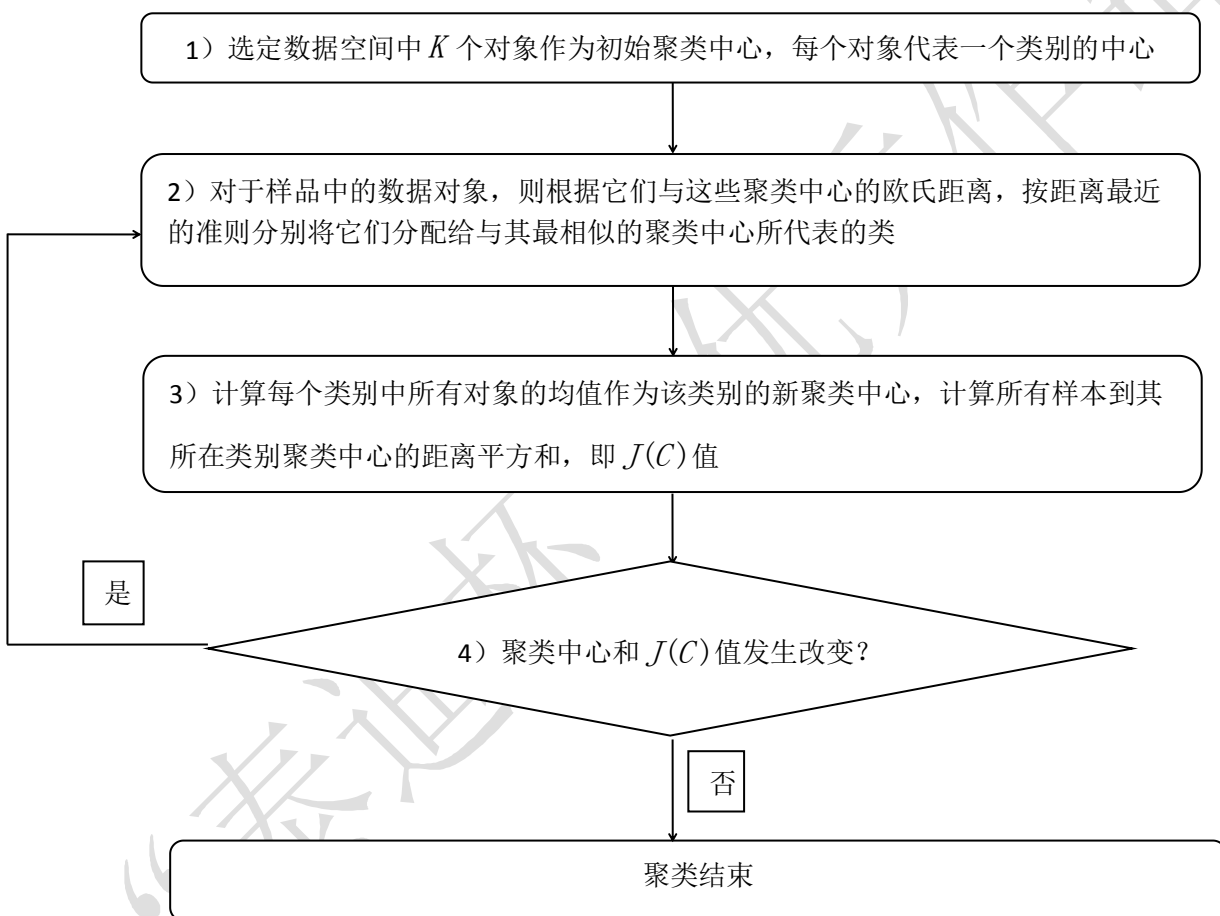 1）选定数据空间中 K 个对象作为初始聚类中心，每个对象代表一个类别的中心
2）对于样品中的数据对象，则根据它们与这些聚类中心的欧氏距离，按距离最近
的准则分别将它们分配给与其最相似的聚类中心所代表的类
3）计算每个类别中所有对象的均值作为该类别的新聚类中心，计算所有样本到其
所在类别聚类中心的距离平方和，即 J(C) 值
是
4）聚类中心和 J(C) 值发生改变？
否
聚类结束
“泰迪杯
优秀作